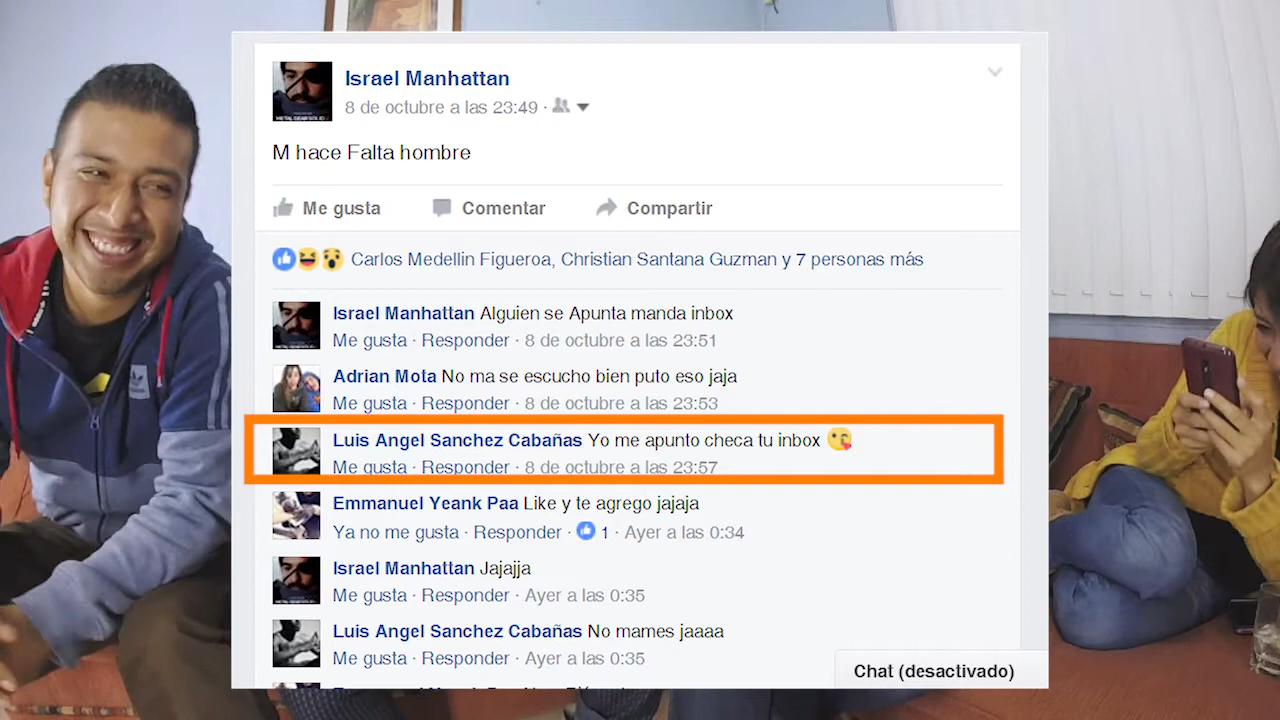 Israel Manhattan
8 de octubre a las 23:49 ·
M hace Falta hombre
Me gusta Comentar Compartir
Carlos Medellin Figueroa, Christian Santana Guzman y 7 personas más
Israel Manhattan Alguien se Apunta manda inbox
Me gusta · Responder · 8 de octubre a las 23:51
Adrian Mota No ma se escucho bien puto eso jaja
Me gusta · Responder · 8 de octubre a las 23:53
Luis Angel Sanchez Cabañas Yo me apunto checa tu inbox 😘
Me gusta · Responder · 8 de octubre a las 23:57
Emmanuel Yeank Paa Like y te agrego jajaja
Ya no me gusta · Responder · 1 · Ayer a las 0:34
Israel Manhattan Jajajja
Me gusta · Responder · Ayer a las 0:35
Luis Angel Sanchez Cabañas No mames jaaaa
Me gusta · Responder · Ayer a las 0:35
Chat (desactivado)